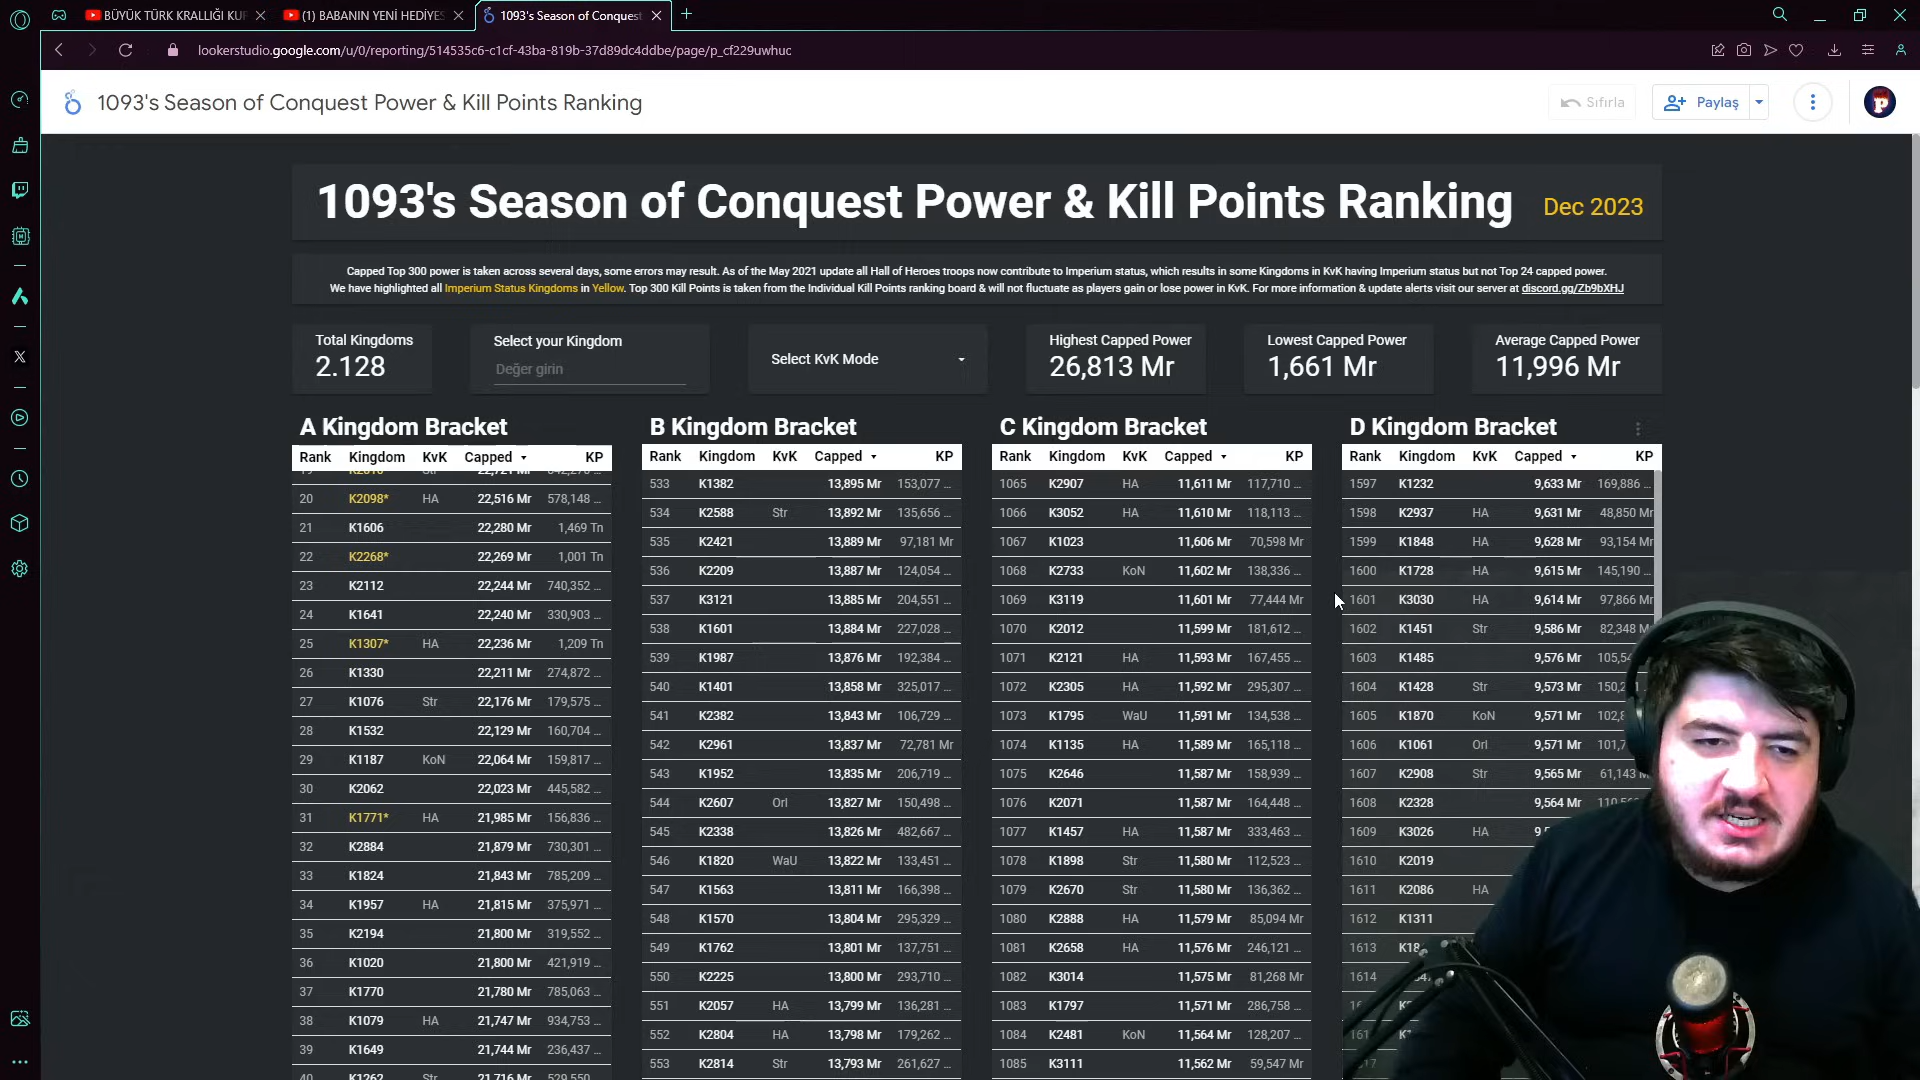 BÜYÜK TÜRK KRALLIĞI KUR
(1) BABANIN YENİ HEDİYES
1093's Season of Conquest
lookerstudio.google.com/u/0/reporting/514535c6-c1cf-43ba-819b-37d89dc4ddbe/page/p_cf229uwhuc
1093's Season of Conquest Power & Kill Points Ranking
Sıfırla
Paylaş
1093's Season of Conquest Power & Kill Points Ranking Dec 2023
Capped Top 300 power is taken across several days, some errors may result. As of the May 2021 update all Hall of Heroes troops now contribute to Imperium status, which results in some Kingdoms in KvK having Imperium status but not Top 24 capped power.
We have highlighted all Imperium Status Kingdoms in Yellow. Top 300 Kill Points is taken from the Individual Kill Points ranking board & will not fluctuate as players gain or lose power in KvK. For more information & update alerts visit our server at discord.gg/Zb9bXHJ
Total Kingdoms
2.128
Select your Kingdom
Değer girin
Select KvK Mode
Highest Capped Power
26,813 Mr
Lowest Capped Power
1,661 Mr
Average Capped Power
11,996 Mr
A Kingdom Bracket
Rank Kingdom KvK Capped KP
20 K2098* HA 22,516 Mr 578,148 ...
21 K1606 22,280 Mr 1,469 Tn
22 K2268* 22,269 Mr 1,001 Tn
23 K2112 22,244 Mr 740,352 ...
24 K1641 22,240 Mr 330,903 ...
25 K1307* HA 22,236 Mr 1,209 Tn
26 K1330 22,211 Mr 274,872 ...
27 K1076 Str 22,176 Mr 179,575 ...
28 K1532 22,129 Mr 160,704 ...
29 K1187 KoN 22,064 Mr 159,817 ...
30 K2062 22,023 Mr 445,582 ...
31 K1771* HA 21,985 Mr 156,836 ...
32 K2884 21,879 Mr 730,301 ...
33 K1824 21,843 Mr 785,209 ...
34 K1957 HA 21,815 Mr 375,971 ...
35 K2194 21,800 Mr 319,552 ...
36 K1020 21,800 Mr 421,919 ...
37 K1770 21,780 Mr 785,063 ...
38 K1079 HA 21,747 Mr 934,753 ...
39 K1649 21,744 Mr 236,437 ...
40 K1262 Str 21,716 Mr 529,550 ...
B Kingdom Bracket
Rank Kingdom KvK Capped KP
533 K1382 13,895 Mr 153,077 ...
534 K2588 Str 13,892 Mr 135,656 ...
535 K2421 13,889 Mr 97,181 Mr
536 K2209 13,887 Mr 124,054 ...
537 K3121 13,885 Mr 204,551 ...
538 K1601 13,884 Mr 227,028 ...
539 K1987 13,876 Mr 192,384 ...
540 K1401 13,858 Mr 325,017 ...
541 K2382 13,843 Mr 106,729 ...
542 K2961 13,837 Mr 72,781 Mr
543 K1952 13,835 Mr 206,719 ...
544 K2607 OrI 13,827 Mr 150,498 ...
545 K2338 13,826 Mr 482,667 ...
546 K1820 WaU 13,822 Mr 133,451 ...
547 K1563 13,811 Mr 166,398 ...
548 K1570 13,804 Mr 295,329 ...
549 K1762 13,801 Mr 137,751 ...
550 K2225 13,800 Mr 293,710 ...
551 K2057 HA 13,799 Mr 136,281 ...
552 K2804 HA 13,798 Mr 179,262 ...
553 K2814 Str 13,793 Mr 261,627 ...
C Kingdom Bracket
Rank Kingdom KvK Capped KP
1065 K2907 HA 11,611 Mr 117,710 ...
1066 K3052 HA 11,610 Mr 118,113 ...
1067 K1023 11,606 Mr 70,598 Mr
1068 K2733 KoN 11,602 Mr 138,336 ...
1069 K3119 11,601 Mr 77,444 Mr
1070 K2012 11,599 Mr 181,612 ...
1071 K2121 HA 11,593 Mr 167,455 ...
1072 K2305 HA 11,592 Mr 295,307 ...
1073 K1795 WaU 11,591 Mr 134,538 ...
1074 K1135 HA 11,589 Mr 165,118 ...
1075 K2646 11,587 Mr 158,939 ...
1076 K2071 11,587 Mr 164,448 ...
1077 K1457 HA 11,587 Mr 333,463 ...
1078 K1898 Str 11,580 Mr 112,523 ...
1079 K2670 Str 11,580 Mr 136,362 ...
1080 K2888 HA 11,579 Mr 85,094 Mr
1081 K2658 HA 11,576 Mr 246,121 ...
1082 K3014 11,575 Mr 81,268 Mr
1083 K1797 11,571 Mr 286,758 ...
1084 K2481 KoN 11,564 Mr 128,207 ...
1085 K3111 11,562 Mr 59,547 Mr
D Kingdom Bracket
Rank Kingdom KvK Capped KP
1597 K1232 9,633 Mr 169,886 ...
1598 K2937 HA 9,631 Mr 48,850 Mr
1599 K1848 HA 9,628 Mr 93,154 Mr
1600 K1728 HA 9,615 Mr 145,190 ...
1601 K3030 HA 9,614 Mr 97,866 Mr
1602 K1451 Str 9,586 Mr 82,348 M
1603 K1485 9,576 Mr
1604 K1428 Str 9,573 Mr
1605 K1870 KoN 9,571 Mr
1606 K1061 OrI 9,571 Mr
1607 K2908 Str 9,565 Mr 61,143 M
1608 K2328 9,564 Mr
1609 K3026 HA
1610 K2019
1611 K2086 HA
1612 K1311
1613
1614